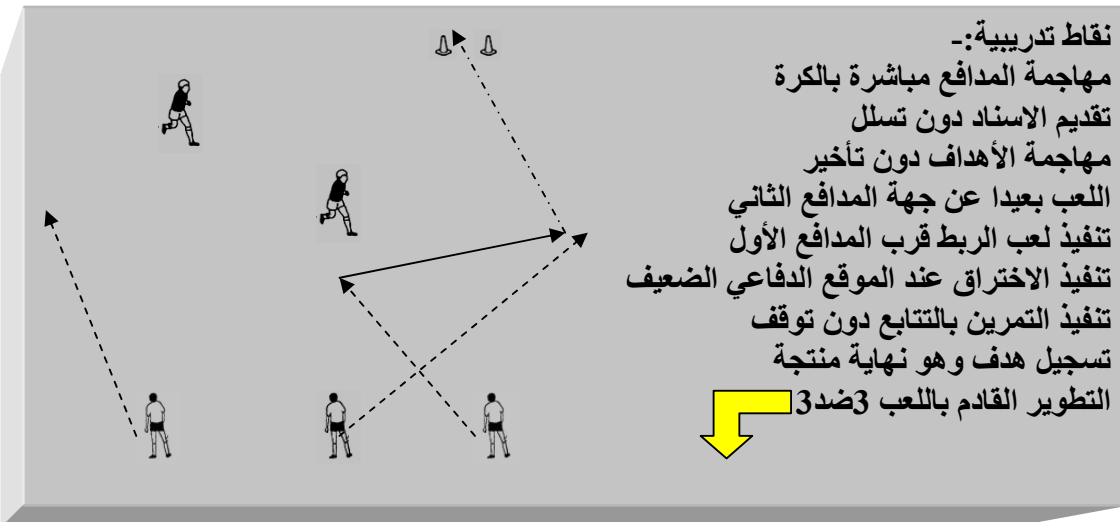 نقاط تدريبية:-
مهاجمة المدافع مباشرة بالكرة
تقديم الاسناد دون تسلل
مهاجمة الأهداف دون تأخير
اللعب بعيدا عن جهة المدافع الثاني
تنفيذ لعب الربط قرب المدافع الأول
تنفيذ الاختراق عند الموقع الدفاعي الضعيف
تنفيذ التمرين بالتتابع دون توقف
تسجيل هدف وهو نهاية منتجة
التطوير القادم باللعب 3ضد3